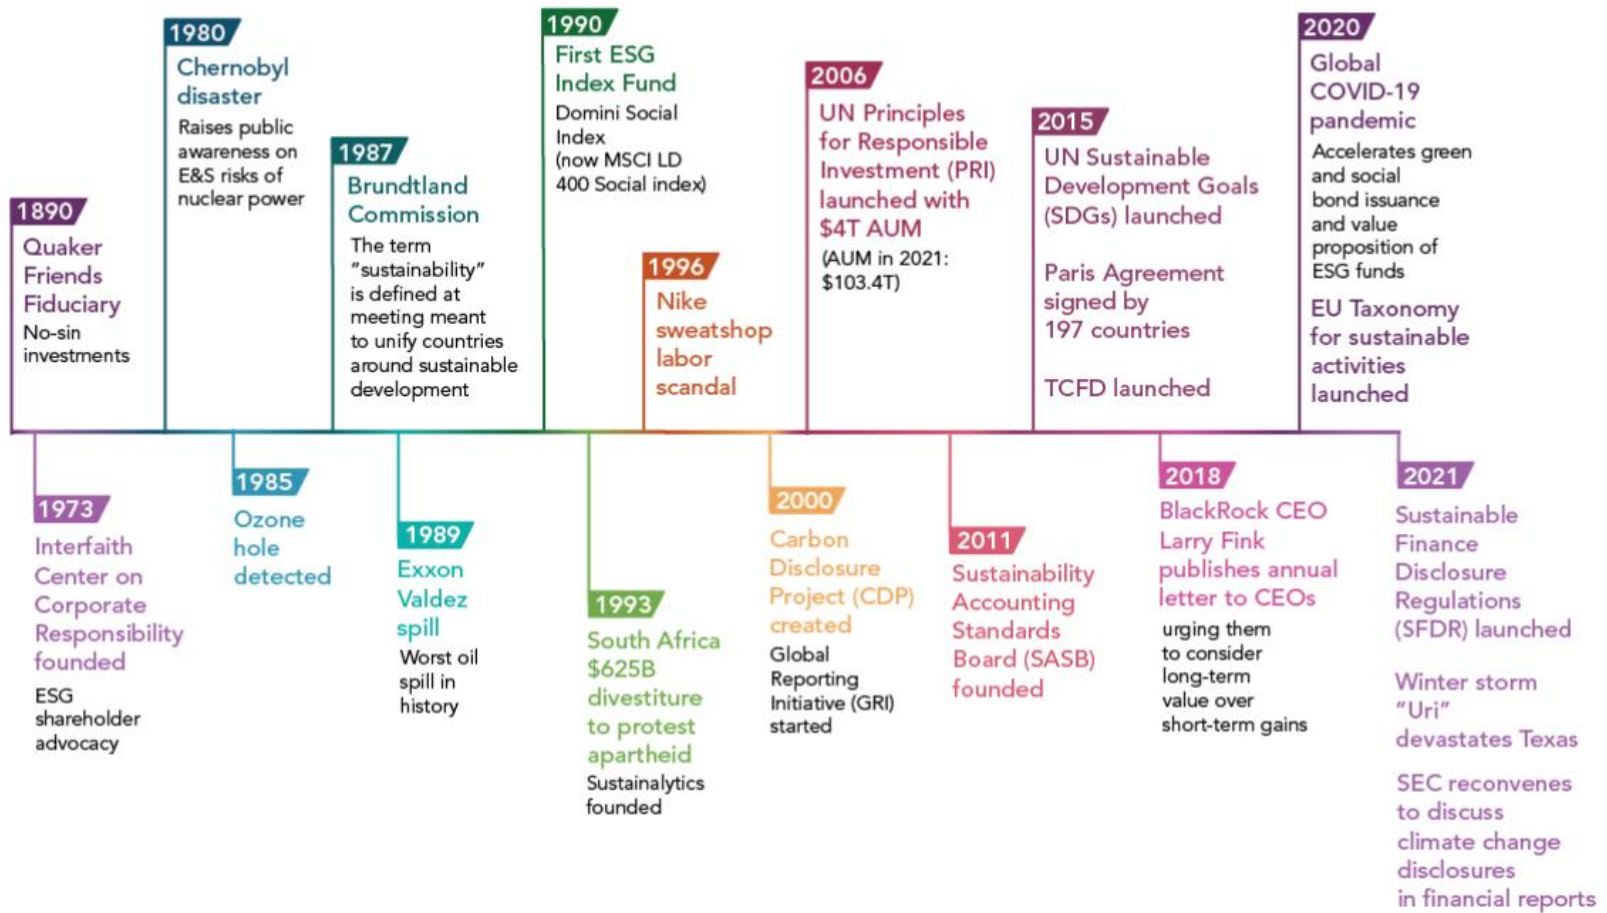 1890
Quaker
Friends
Fiduciary
No-sin
investments
1973
Interfaith
Center on
Corporate
Responsibility
founded
ESG
shareholder
advocacy
1980
Chernobyl
disaster
Raises public
awareness on
E&S risks of
nuclear power
1985
Ozone
hole
detected
1987
Brundtland
Commission
The term
"sustainability"
is defined at
meeting meant
to unify countries
around sustainable
development
1989
Exxon
Valdez
spill
Worst oil
spill in
history
1990
First ESG
Index Fund
Domini Social
Index
(now MSCI LD
400 Social index)
1993
South Africa
$625B
divestiture
to protest
apartheid
Sustainalytics
founded
1996
Nike
sweatshop
labor
scandal
2000
Carbon
Disclosure
Project (CDP)
created
Global
Reporting
Initiative (GRI)
started
2006
UN Principles
for Responsible
Investment (PRI)
launched with
$4T AUM
(AUM in 2021:
$103.4T)
2011
Sustainability
Accounting
Standards
Board (SASB)
founded
2015
UN Sustainable
Development Goals
(SDGs) launched
Paris Agreement
signed by
197 countries
TCFD launched
2018
BlackRock CEO
Larry Fink
publishes annual
letter to CEOs
urging them
to consider
long-term
value over
short-term gains
2020
Global
COVID-19
pandemic
Accelerates green
and social
bond issuance
and value
proposition of
ESG funds
EU Taxonomy
for sustainable
activities
launched
2021
Sustainable
Finance
Disclosure
Regulations
(SFDR) launched
Winter storm
"Uri"
devastates Texas
SEC reconvenes
to discuss
climate change
disclosures
in financial reports